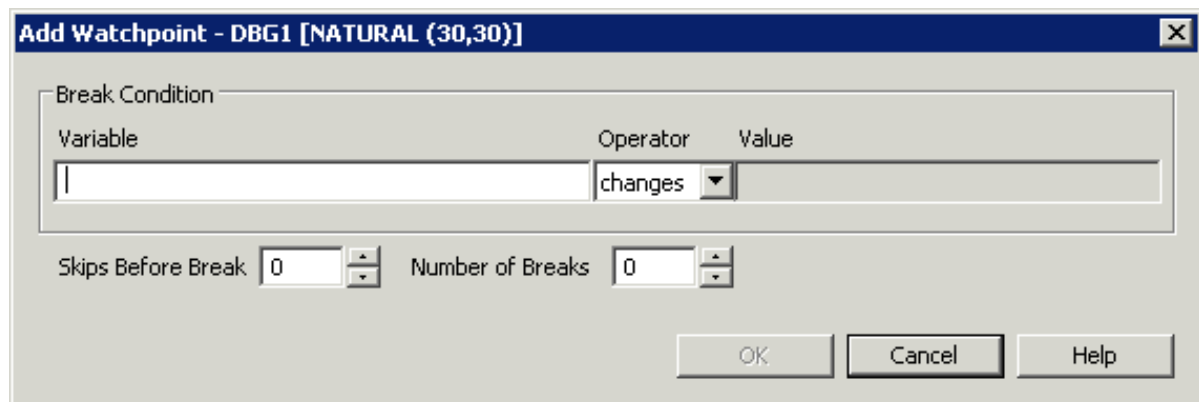 Add Watchpoint - DBG1 [NATURAL (30,30)]
Break Condition
Variable Operator Value
changes
Skips Before Break 0 Number of Breaks 0
OK Cancel Help